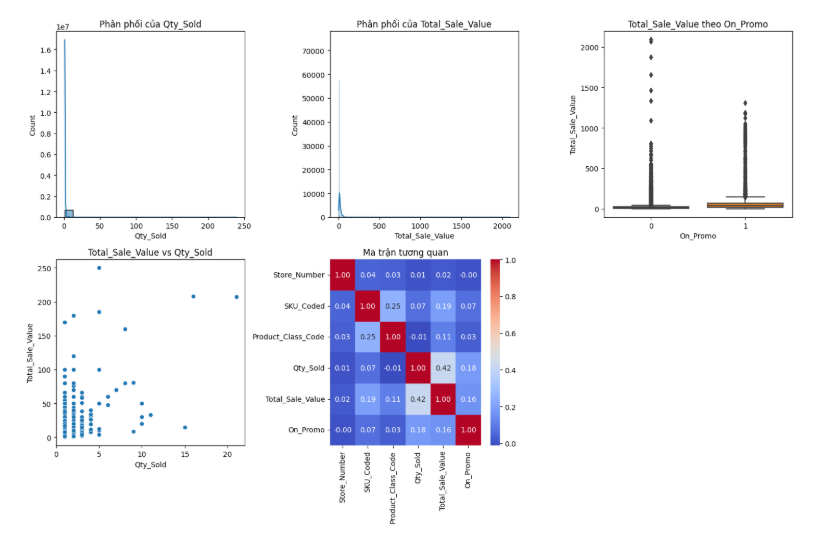 Phân phối của Qty_Sold
1e7
1.6
1.4
1.2
1.0
0.8
0.6
0.4
0.2
0.0
Count
0 50 100 150 200 250
Qty_Sold
Phân phối của Total_Sale_Value
70000
60000
50000
40000
30000
20000
10000
0
Count
0 500 1000 1500 2000
Total_Sale_Value
Total_Sale_Value theo On_Promo
2000
1500
1000
500
0
Total_Sale_Value
0 1
On_Promo
Total_Sale_Value vs Qty_Sold
250
200
150
100
50
0
Total_Sale_Value
0 5 10 15 20
Qty_Sold
Ma trận tương quan
Store_Number 1.00 0.04 0.03 0.01 0.02 -0.00
SKU_Coded 0.04 1.00 0.25 0.07 0.19 0.07
Product_Class_Code 0.03 0.25 1.00 -0.01 0.11 0.03
Qty_Sold 0.01 0.07 -0.01 1.00 0.42 0.18
Total_Sale_Value 0.02 0.19 0.11 0.42 1.00 0.16
On_Promo -0.00 0.07 0.03 0.18 0.16 1.00
Store_Number
SKU_Coded
Product_Class_Code
Qty_Sold
Total_Sale_Value
On_Promo
1.0
0.8
0.6
0.4
0.2
0.0